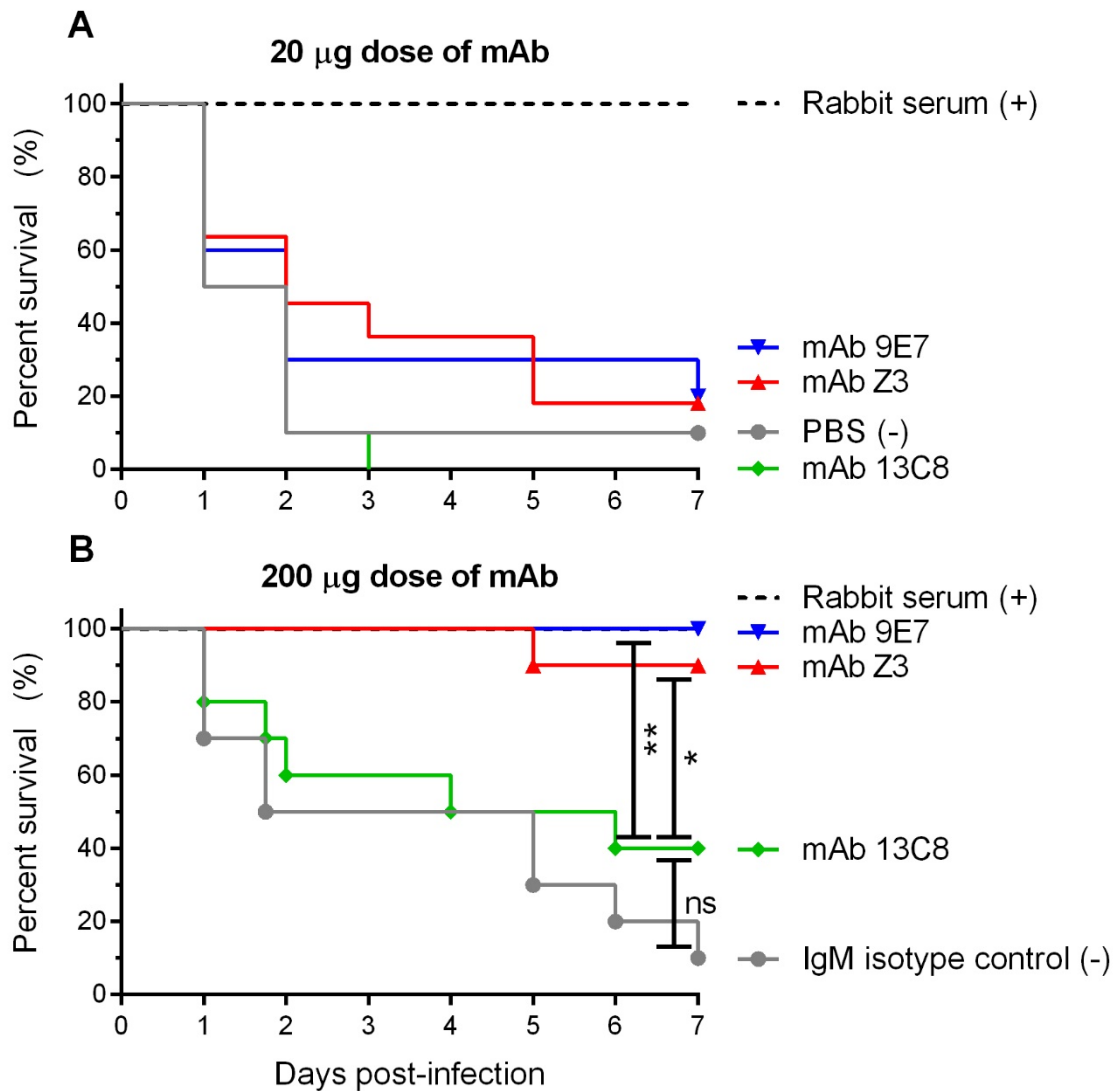 A
20 μg dose of mAb
Percent survival (%)
100
80
60
40
20
0
0 1 2 3 4 5 6 7
Rabbit serum (+)
mAb 9E7
mAb Z3
PBS (-)
mAb 13C8
B
200 μg dose of mAb
Percent survival (%)
100
80
60
40
20
0
0 1 2 3 4 5 6 7
Days post-infection
**
*
ns
Rabbit serum (+)
mAb 9E7
mAb Z3
mAb 13C8
IgM isotype control (-)